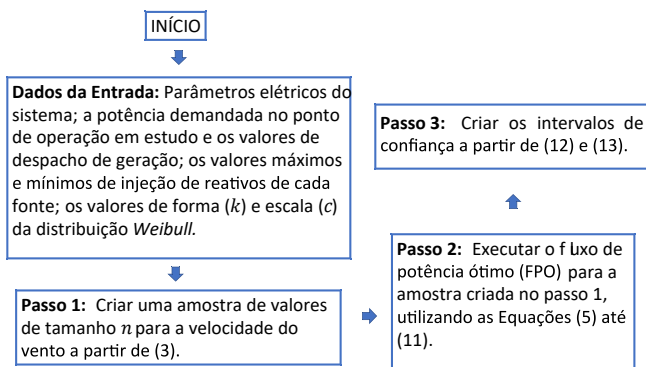 INÍCIO
Dados da Entrada: Parâmetros elétricos do
sistema; a potência demandada no ponto
de operação em estudo e os valores de
despacho de geração; os valores máximos
e mínimos de injeção de reativos de cada
fonte; os valores de forma (k) e escala (c)
da distribuição Weibull.
Passo 1: Criar uma amostra de valores
de tamanho n para a velocidade do
vento a partir de (3).
Passo 2: Executar o fluxo de
potência ótimo (FPO) para a
amostra criada no passo 1,
utilizando as Equações (5) até
(11).
Passo 3: Criar os intervalos de
confiança a partir de (12) e (13).